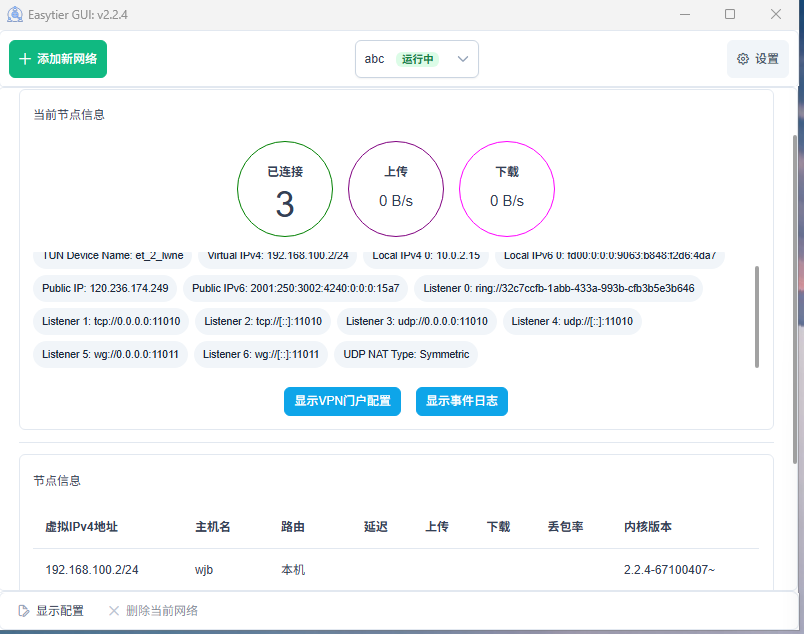 Easytier GUI: v2.2.4
添加新网络
abc 运行中
设置
当前节点信息
已连接 上传 下载
3 0 B/s 0 B/s
TUN Device Name: et_2_lwne Virtual IPv4: 192.168.100.2/24 Local IPv4 0: 10.0.2.15 Local IPv6 0: fd00:0:0:0:9063:b848:f2d6:4da7
Public IP: 120.236.174.249 Public IPv6: 2001:250:3002:4240:0:0:0:15a7 Listener 0: ring://32c7ccfb-1abb-433a-993b-cfb3b5e3b646
Listener 1: tcp://0.0.0.0:11010 Listener 2: tcp://[::]:11010 Listener 3: udp://0.0.0.0:11010 Listener 4: udp://[::]:11010
Listener 5: wg://0.0.0.0:11011 Listener 6: wg://[::]:11011 UDP NAT Type: Symmetric
显示VPN门户配置 显示事件日志
节点信息
虚拟IPv4地址 主机名 路由 延迟 上传 下载 丢包率 内核版本
192.168.100.2/24 wjb 本机 2.2.4-67100407~
显示配置 删除当前网络